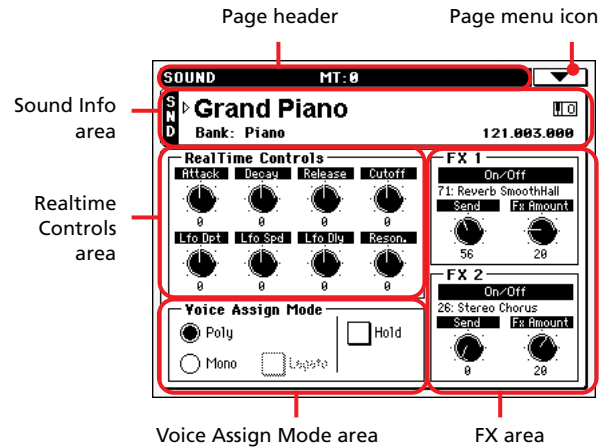 Page header
Page menu icon
SOUND MT:0
Sound Info area
SND
Grand Piano
Bank: Piano 121.003.000
Realtime Controls area
RealTime Controls
Attack Decay Release Cutoff
0 0 0 0
Lfo Dpt Lfo Spd Lfo Dly Reson.
0 0 0 0
FX 1
On/Off
71: Reverb SmoothHall
Send Fx Amount
56 20
FX 2
On/Off
26: Stereo Chorus
Send Fx Amount
0 20
Voice Assign Mode
Poly
Hold
Mono
Legato
Voice Assign Mode area
FX area